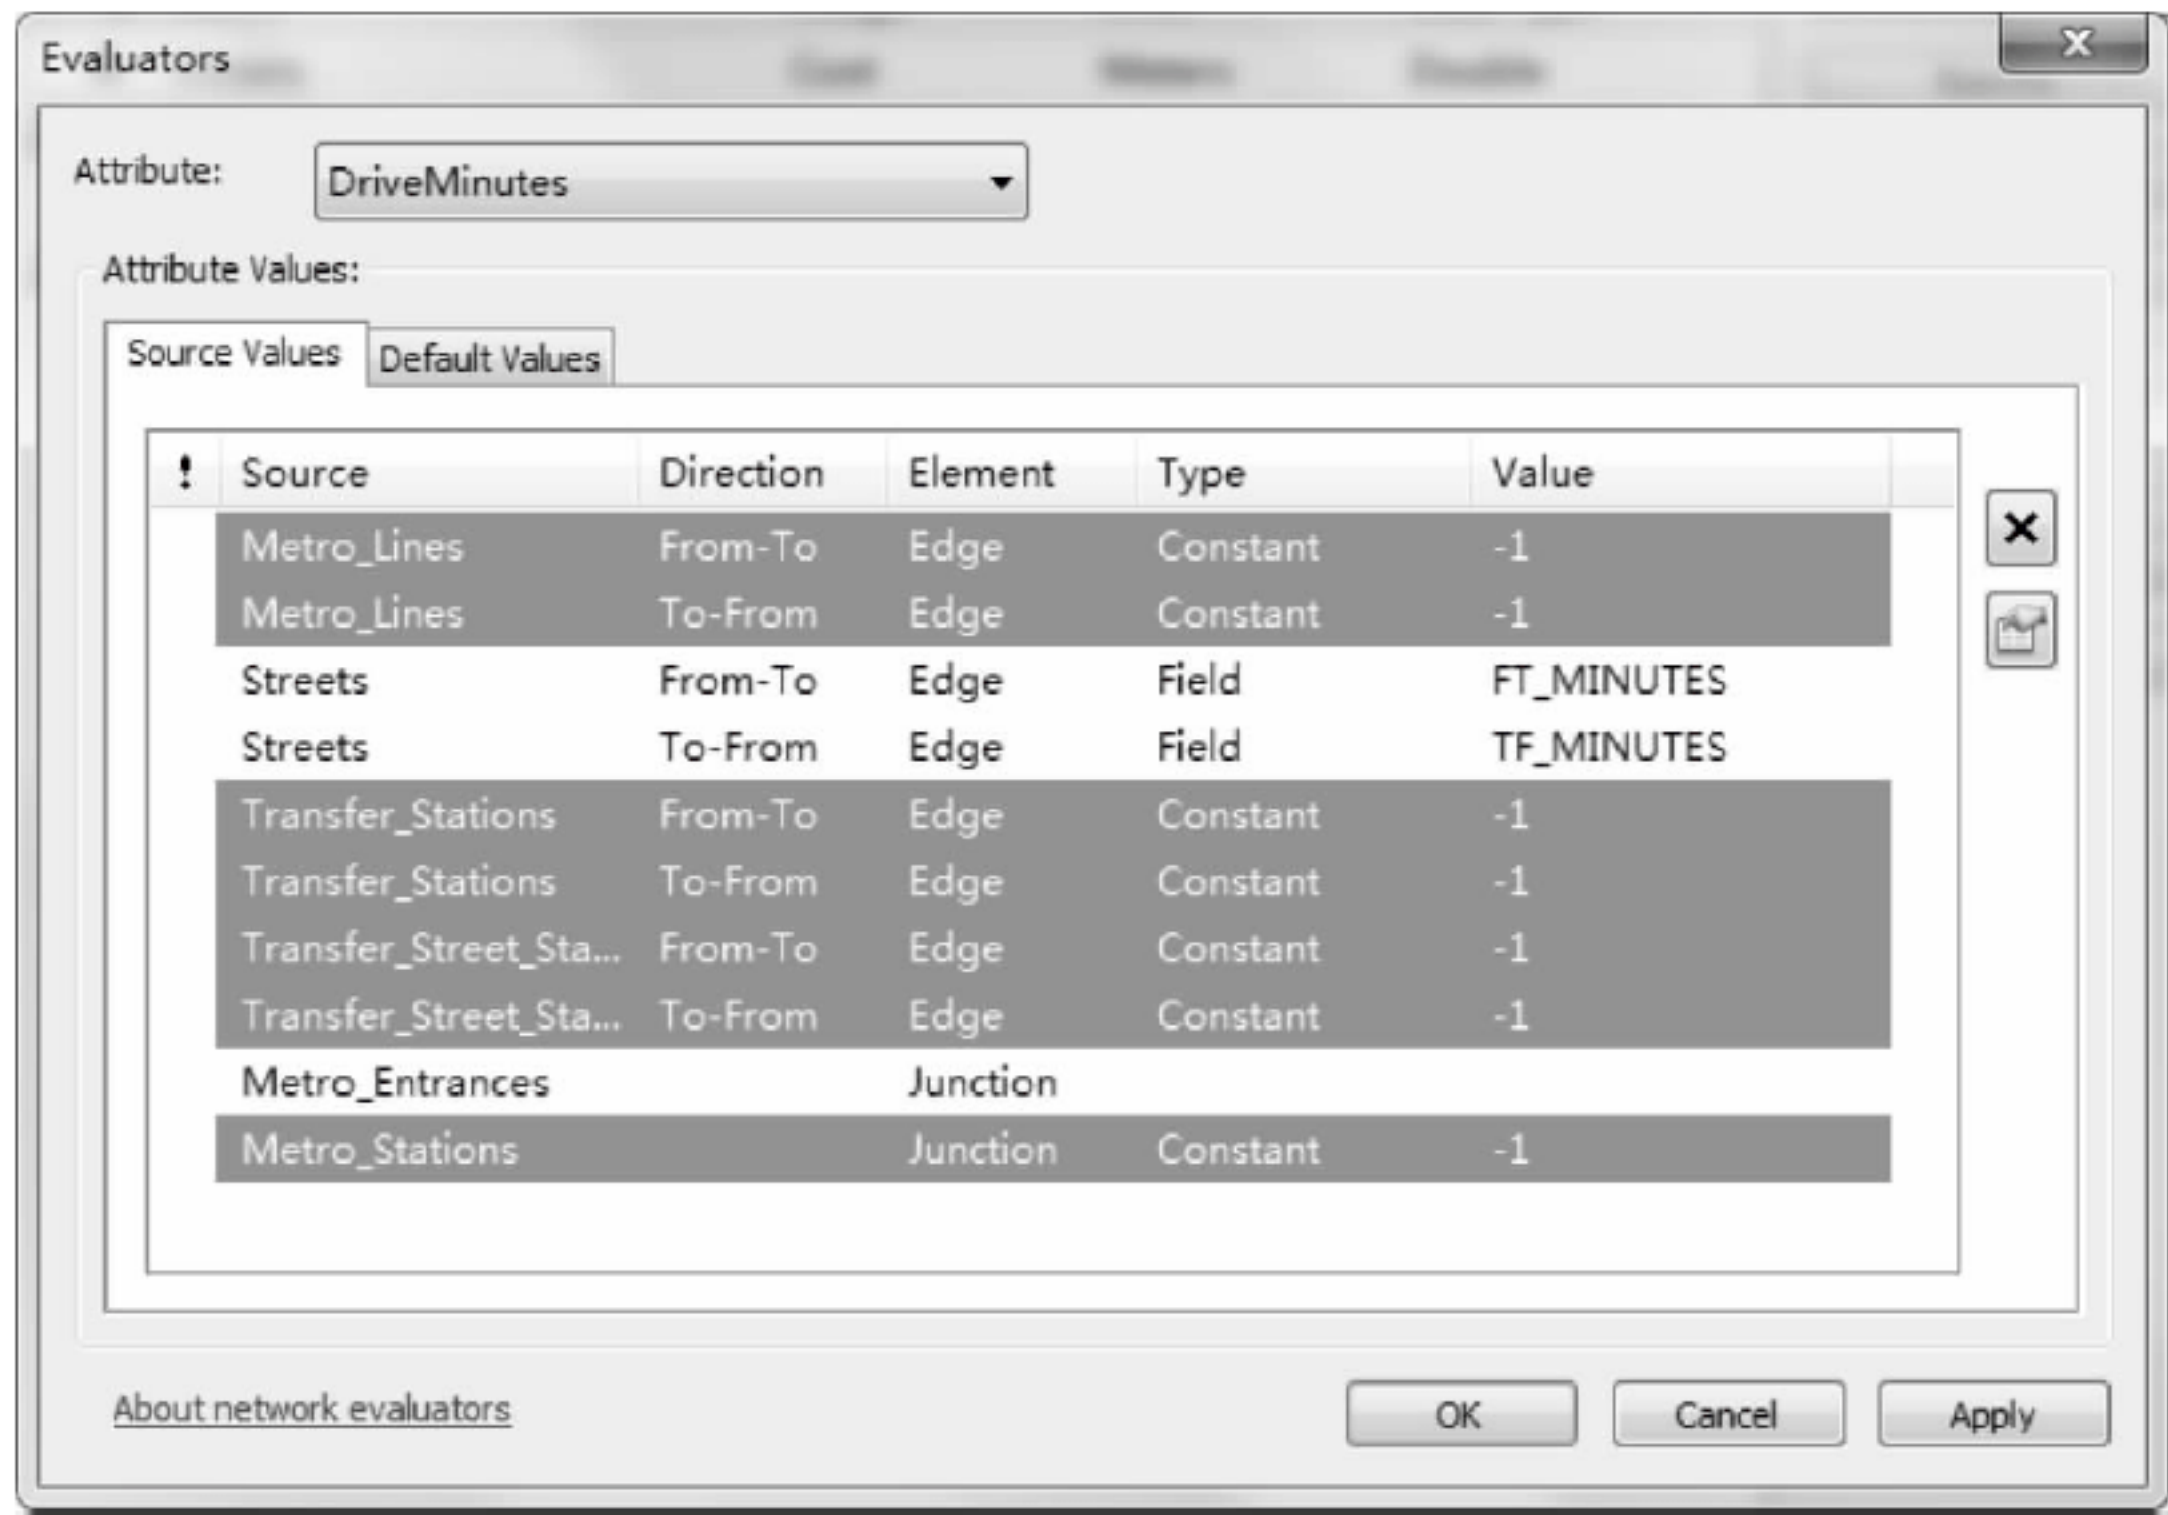 Evaluators
Attribute: DriveMinutes
Attribute Values:
Source Values Default Values
! Source Direction Element Type Value
Metro_Lines From-To Edge Constant -1
Metro_Lines To-From Edge Constant -1
Streets From-To Edge Field FT_MINUTES
Streets To-From Edge Field TF_MINUTES
Transfer_Stations From-To Edge Constant -1
Transfer_Stations To-From Edge Constant -1
Transfer_Street_Sta... From-To Edge Constant -1
Transfer_Street_Sta... To-From Edge Constant -1
Metro_Entrances Junction
Metro_Stations Junction Constant -1
About network evaluators OK Cancel Apply